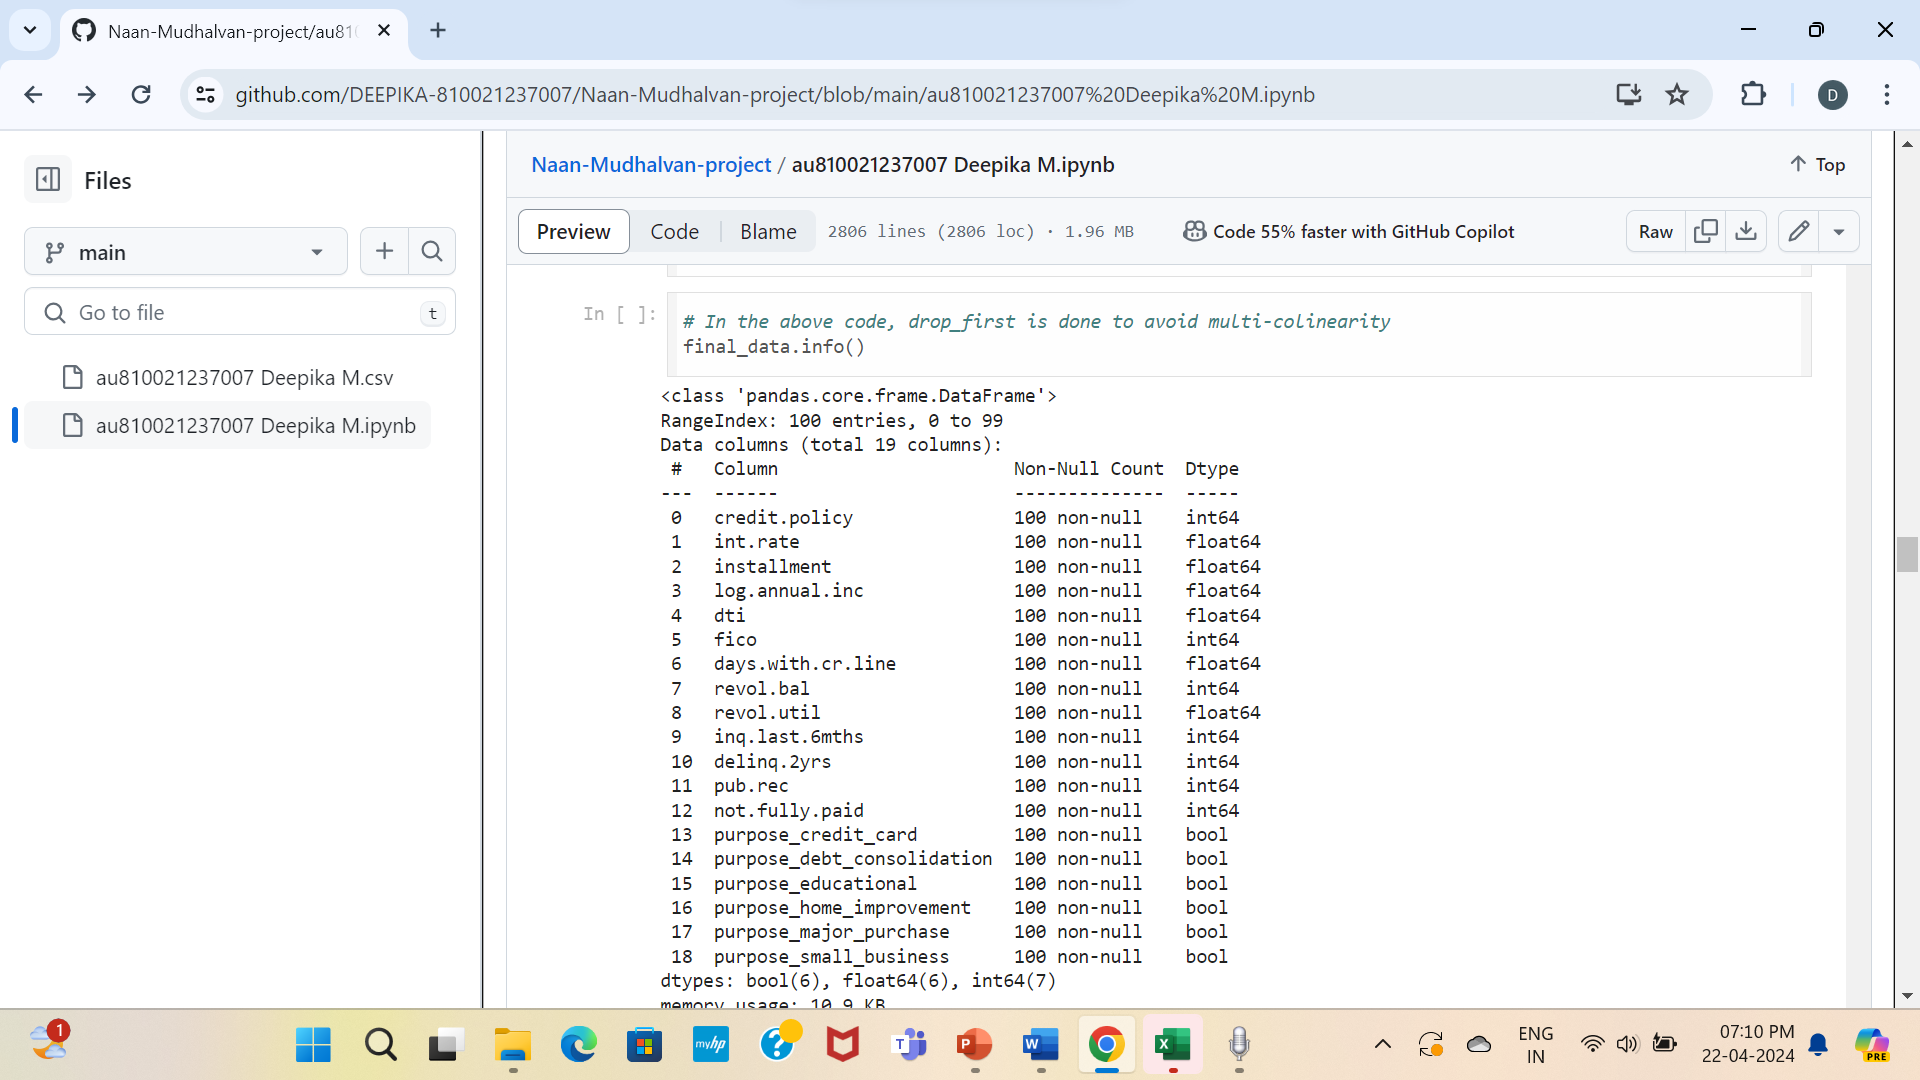 Naan-Mudhalvan-project/au810
github.com/DEEPIKA-810021237007/Naan-Mudhalvan-project/blob/main/au810021237007%20Deepika%20M.ipynb
D
Files
main
Go to file
t
au810021237007 Deepika M.csv
au810021237007 Deepika M.ipynb
Naan-Mudhalvan-project / au810021237007 Deepika M.ipynb
Top
Preview Code Blame 2806 lines (2806 loc) · 1.96 MB Code 55% faster with GitHub Copilot Raw
In [ ]: # In the above code, drop_first is done to avoid multi-colinearity
final_data.info()
<class 'pandas.core.frame.DataFrame'>
RangeIndex: 100 entries, 0 to 99
Data columns (total 19 columns):
# Column Non-Null Count Dtype
--- ------ -------------- -----
0 credit.policy 100 non-null int64
1 int.rate 100 non-null float64
2 installment 100 non-null float64
3 log.annual.inc 100 non-null float64
4 dti 100 non-null float64
5 fico 100 non-null int64
6 days.with.cr.line 100 non-null float64
7 revol.bal 100 non-null int64
8 revol.util 100 non-null float64
9 inq.last.6mths 100 non-null int64
10 delinq.2yrs 100 non-null int64
11 pub.rec 100 non-null int64
12 not.fully.paid 100 non-null int64
13 purpose_credit_card 100 non-null bool
14 purpose_debt_consolidation 100 non-null bool
15 purpose_educational 100 non-null bool
16 purpose_home_improvement 100 non-null bool
17 purpose_major_purchase 100 non-null bool
18 purpose_small_business 100 non-null bool
dtypes: bool(6), float64(6), int64(7)
memory usage: 10.9 KB
1
myhp
ENG
IN
07:10 PM
22-04-2024
PRE